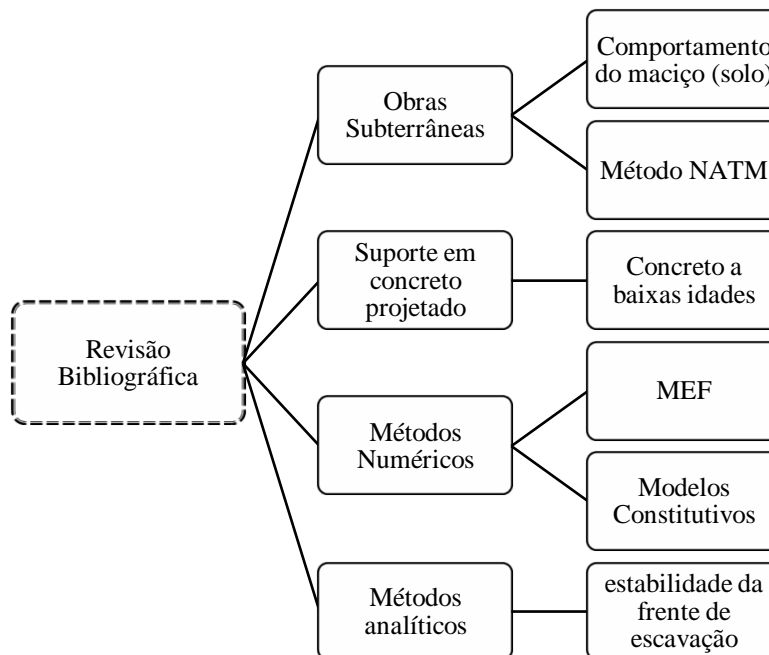 Revisão
Bibliográfica
Obras
Subterrâneas
Comportamento
do maciço (solo)
Método NATM
Suporte em
concreto
projetado
Concreto a
baixas idades
Métodos
Numéricos
MEF
Modelos
Constitutivos
Métodos
analíticos
estabilidade da
frente de
escavação